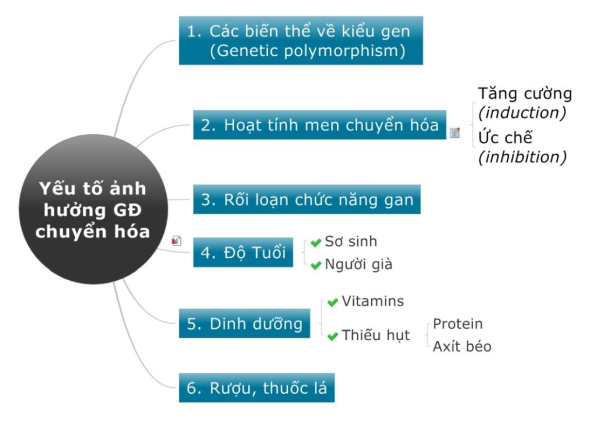 Yếu tố ảnh
hưởng GĐ
chuyển hóa
1. Các biến thể về kiểu gen
(Genetic polymorphism)
2. Hoạt tính men chuyển hóa
Tăng cường
(induction)
Ức chế
(inhibition)
3. Rối loạn chức năng gan
4. Độ Tuổi
Sơ sinh
Người già
5. Dinh dưỡng
Vitamins
Thiếu hụt
Protein
Axít béo
6. Rượu, thuốc lá